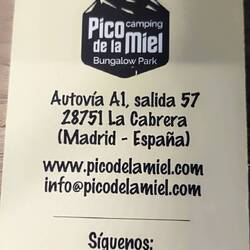 camping
Pico
de la Miel
Bungalow Park
Autovía A1, salida 57
28751 La Cabrera
(Madrid - España)
www.picodelamiel.com
info@picodelamiel.com
Síguenos: